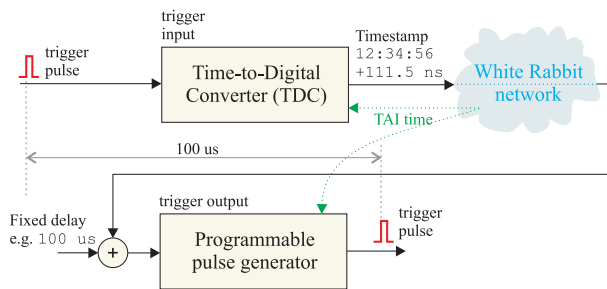 trigger
input
Timestamp
12:34:56
+111.5 ns
trigger
pulse
Time-to-Digital
Converter (TDC)
White Rabbit
network
TAI time
100 us
trigger output
Fixed delay
e.g. 100 us
+
Programmable
pulse generator
trigger
pulse